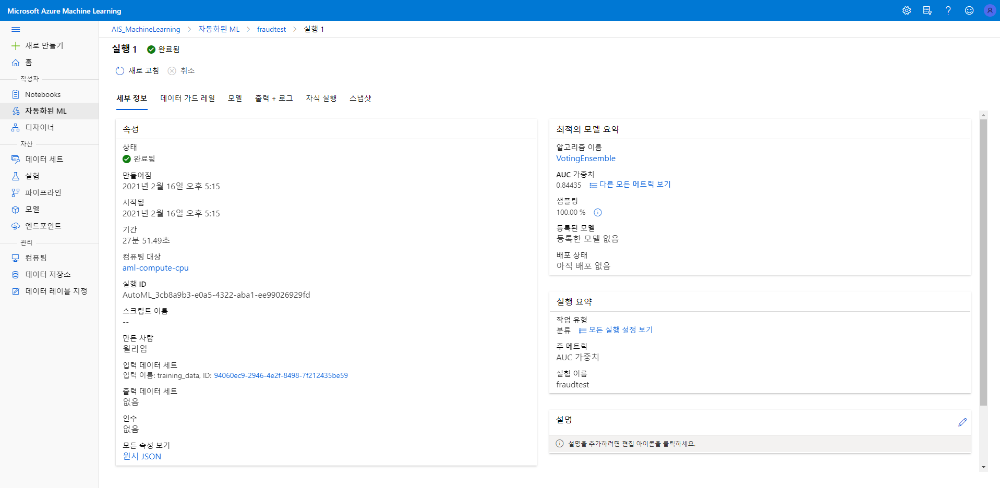 Microsoft Azure Machine Learning
AIS_MachineLearning > 자동화된 ML > fraudtest > 실행 1
새로 만들기
홈
작성자
Notebooks
자동화된 ML
디자이너
자산
데이터 세트
실험
파이프라인
모델
엔드포인트
관리
컴퓨팅
데이터 저장소
데이터 레이블 지정
실행 1 완료됨
새로 고침 취소
세부 정보 데이터 가드 레일 모델 출력 + 로그 자식 실행 스냅샷
속성
상태
완료됨
만들어짐
2021년 2월 16일 오후 5:15
시작됨
2021년 2월 16일 오후 5:15
기간
27분 51.49초
컴퓨팅 대상
aml-compute-cpu
실행 ID
AutoML_3cb8a9b3-e0a5-4322-aba1-ee99026929fd
스크립트 이름
--
만든 사람
윌리엄
입력 데이터 세트
입력 이름: training_data, ID: 94060ec9-2946-4e2f-8498-7f212435be59
출력 데이터 세트
없음
인수
없음
모든 속성 보기
원시 JSON
최적의 모델 요약
알고리즘 이름
VotingEnsemble
AUC 가중치
0.84435 다른 모든 메트릭 보기
샘플링
100.00 %
등록된 모델
등록한 모델 없음
배포 상태
아직 배포 없음
실행 요약
작업 유형
분류 모든 실행 설정 보기
주 메트릭
AUC 가중치
실험 이름
fraudtest
설명
설명을 추가하려면 편집 아이콘을 클릭하세요.